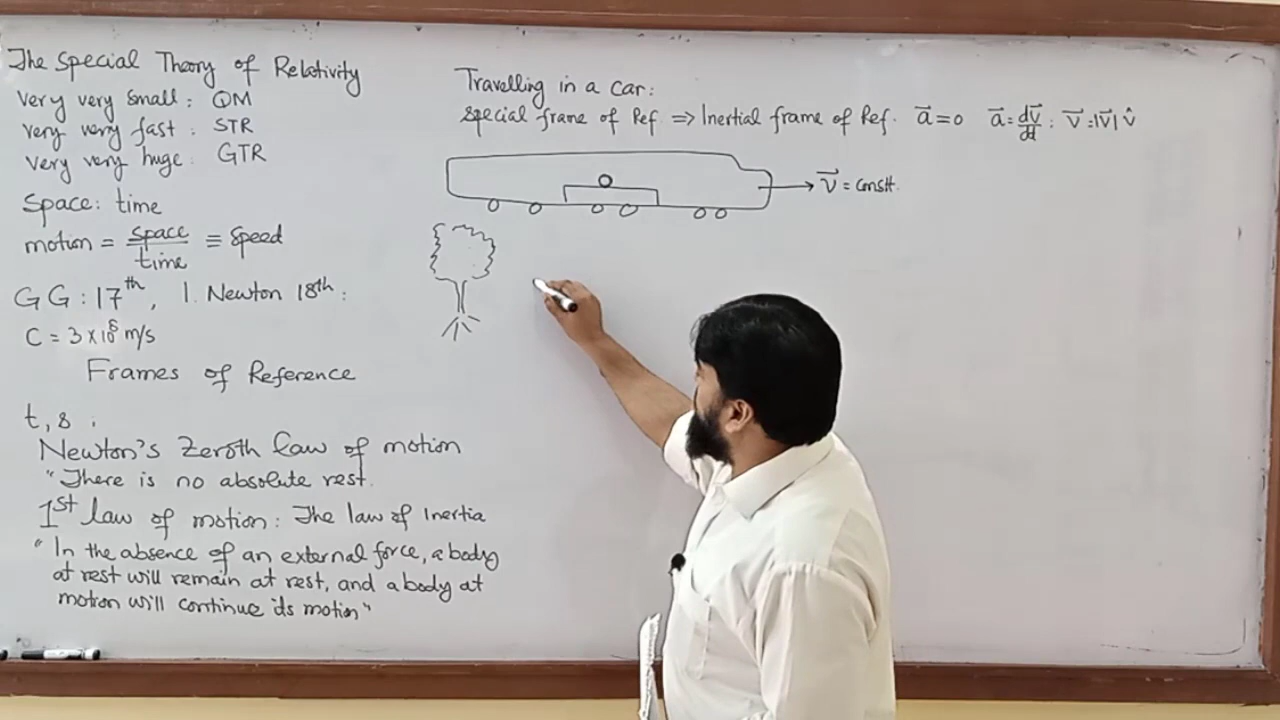 The Special Theory of Relativity
very very small : QM
very very fast : STR
very very huge : GTR
Space : time
motion = space/time ≡ speed
GG : 17th, I. Newton 18th :
C = 3 × 10⁸ m/s
Frames of Reference
t, s :
Newton's Zeroth law of motion
"There is no absolute rest.
1st law of motion : The law of Inertia
"In the absence of an external force, a body
at rest will remain at rest, and a body at
motion will continue its motion"
Travelling in a car :
special frame of Ref ⇒ Inertial frame of Ref. a⃗ = 0 a⃗ = dv⃗/dt : v⃗ = |v⃗| v̂
v⃗ = constt.